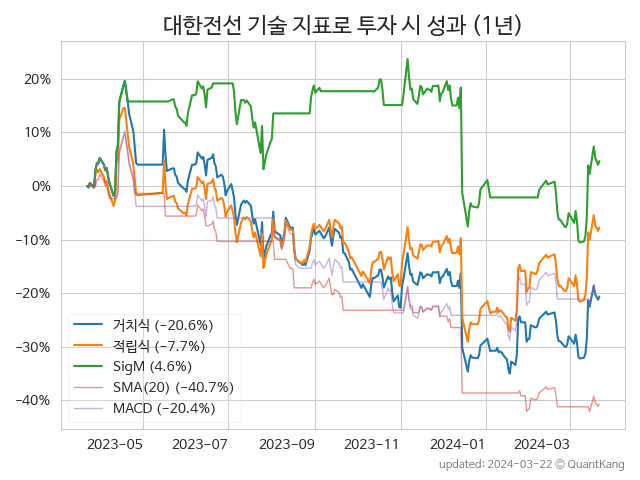 대한전선 기술 지표로 투자 시 성과 (1년)
20%
10%
0%
−10%
−20%
−30%
−40%
거치식 (−20.6%)
적립식 (−7.7%)
SigM (4.6%)
SMA(20) (−40.7%)
MACD (−20.4%)
2023−05
2023−07
2023−09
2023−11
2024−01
2024−03
updated: 2024−03−22 © QuantKang